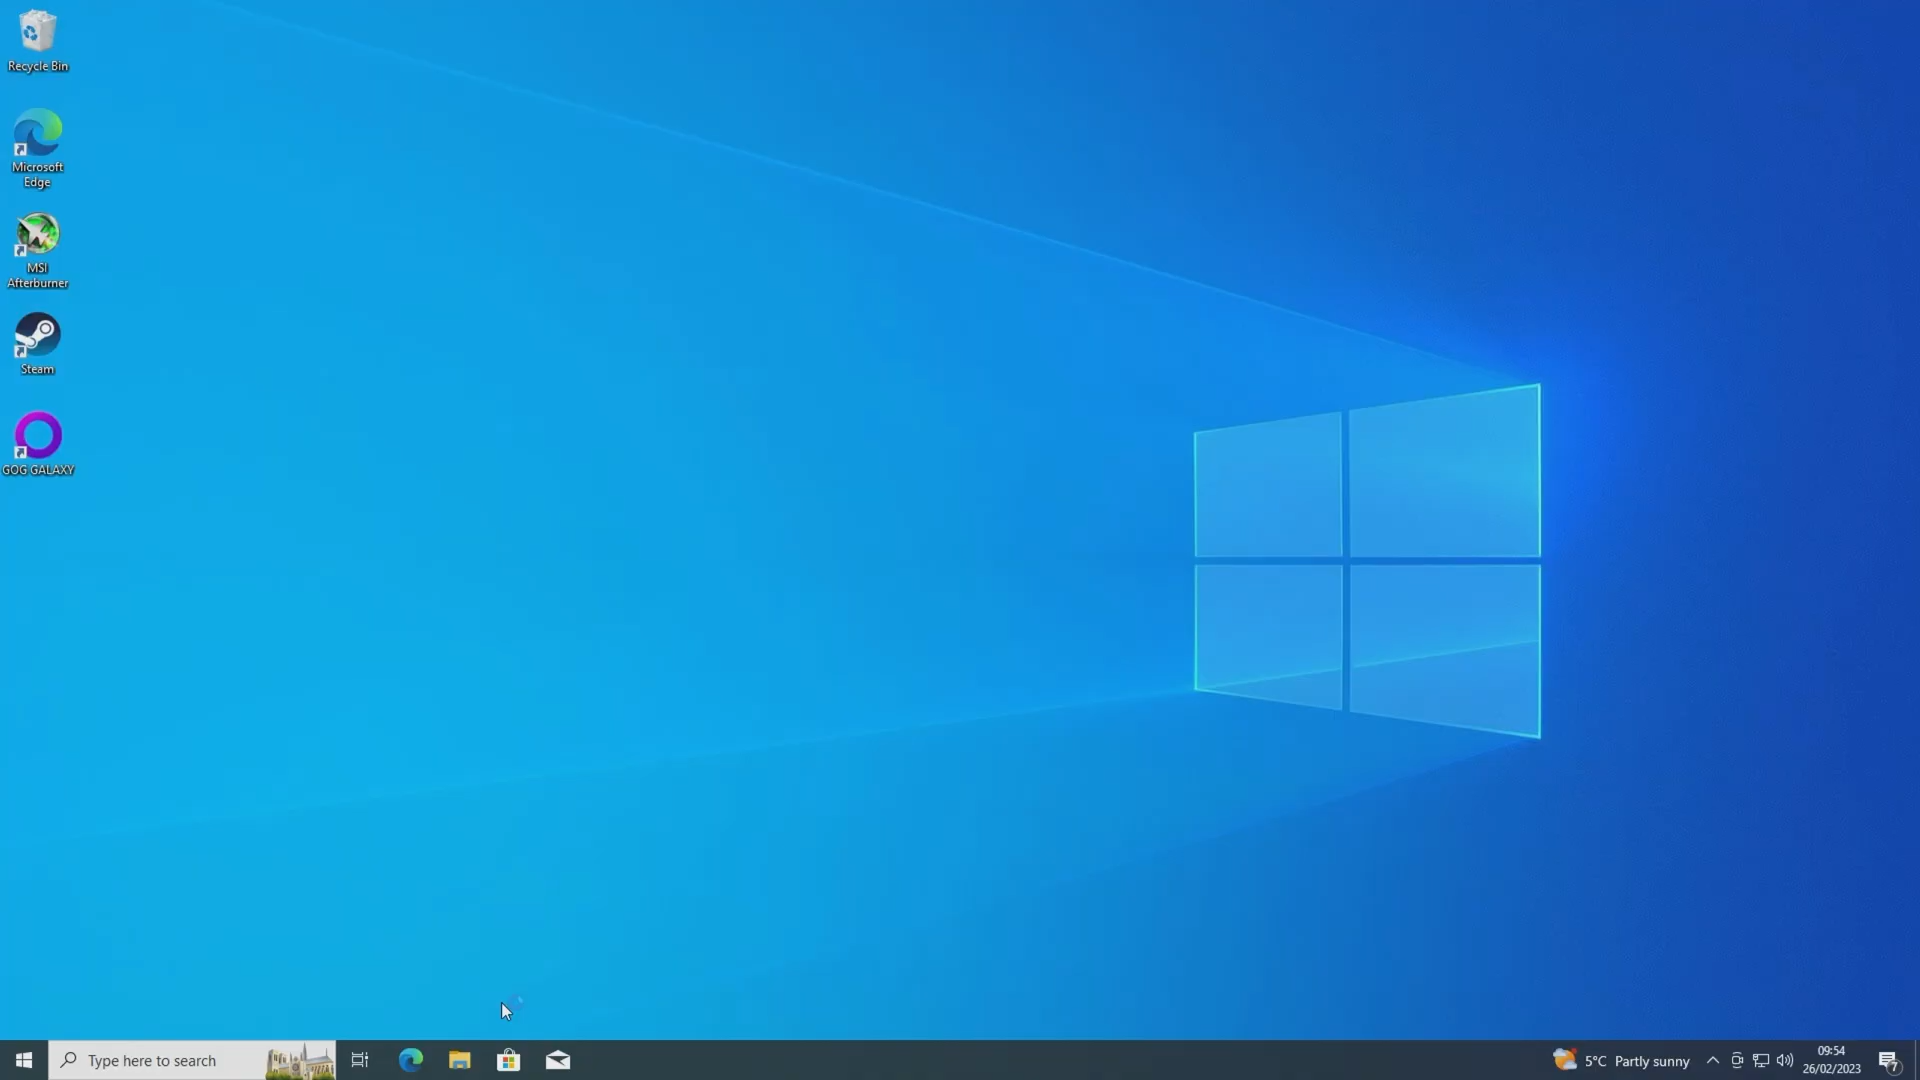 Recycle Bin
Microsoft
Edge
MSI
Afterburner
Steam
GOG GALAXY
Type here to search
5°C Partly sunny
09:54
26/02/2023
7